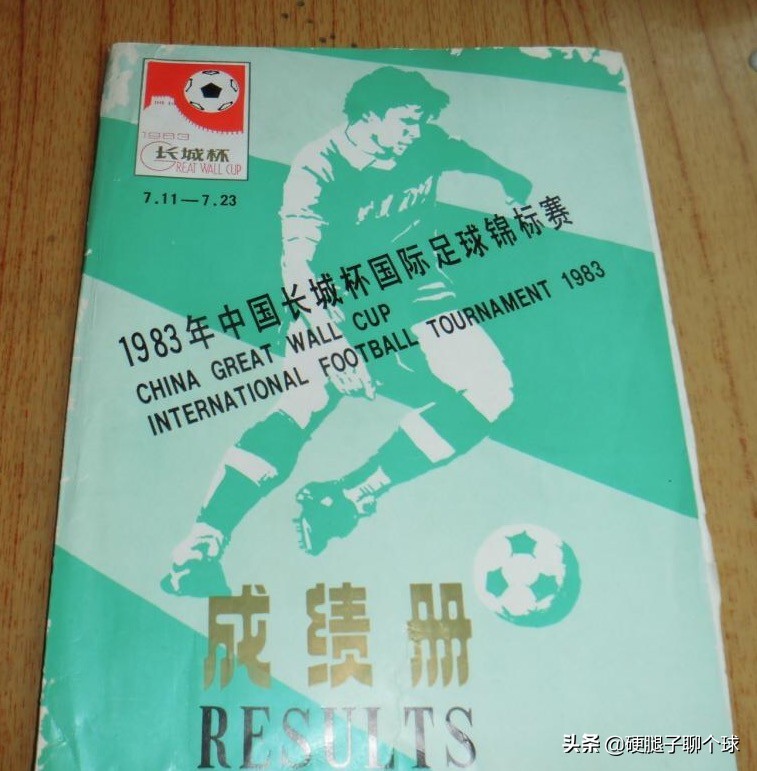 1983
长城杯
GREAT WALL CUP
7.11—7.23
1983年中国长城杯国际足球锦标赛
CHINA GREAT WALL CUP
INTERNATIONAL FOOTBALL TOURNAMENT 1983
成绩册
RESULTS
头条 @硬腿子聊个球